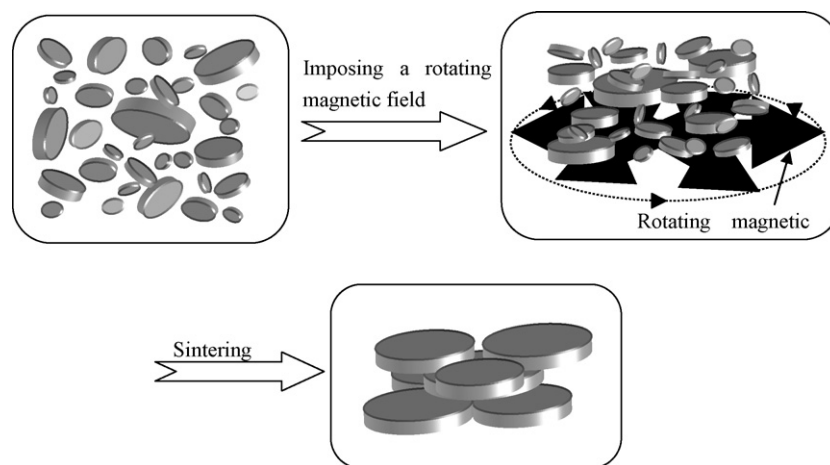 Imposing a rotating
magnetic field
Rotating magnetic
Sintering